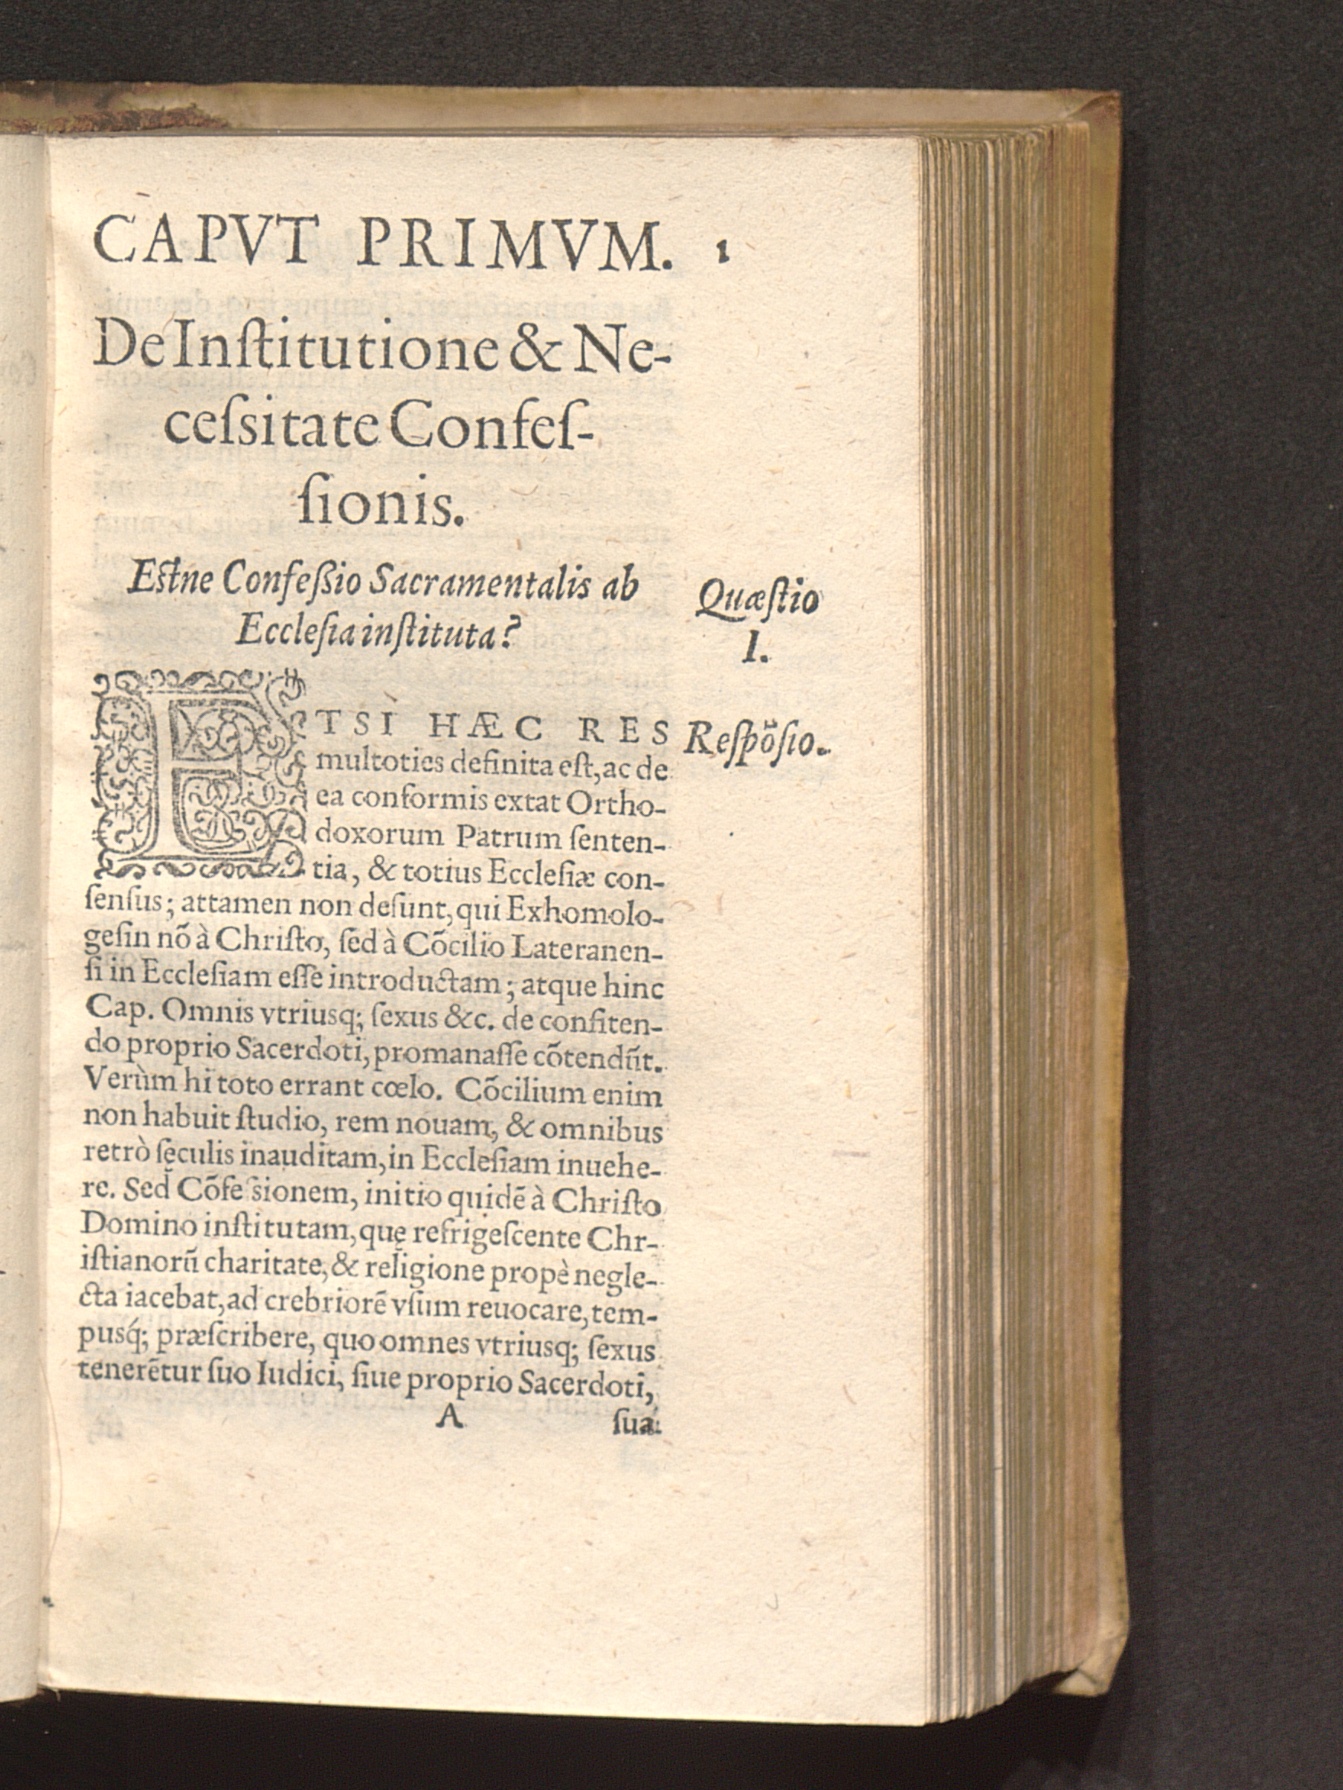 CAPVT PRIMVM. 1
De Inſtitutione & Ne-
ceſsitate Confeſ-
ſionis.
Eſtne Confeßio Sacramentalis ab
Eccleſia inſtituta?
Quæſtio
I.
ETSI HÆC RES
Reſpõſio.
multoties definita eſt, ac de
ea conformis extat Ortho-
doxorum Patrum ſenten-
tia, & totius Eccleſiæ con-
ſenſus; attamen non deſunt, qui Exhomolo-
geſin nõ à Chriſto, ſed à Cõcilio Lateranen-
ſi in Eccleſiam eſſe introductam; atque hinc
Cap. Omnis vtriusq; ſexus &c. de confiten-
do proprio Sacerdoti, promanaſſe cõtendũt.
Verùm hi toto errant cœlo. Cõcilium enim
non habuit ſtudio, rem nouam, & omnibus
retrò ſęculis inauditam, in Eccleſiam inuehe-
re. Sed Cõfeſsionem, initio quidẽ à Chriſto
Domino inſtitutam, quę refrigeſcente Chr-
iſtianorũ charitate, & religione propè negle-
cta iacebat, ad crebriorẽ vſum reuocare, tem-
pusq́; præſcribere, quo omnes vtriusq; ſexus
tenerẽtur ſuo Iudici, ſiue proprio Sacerdoti,
A ſua